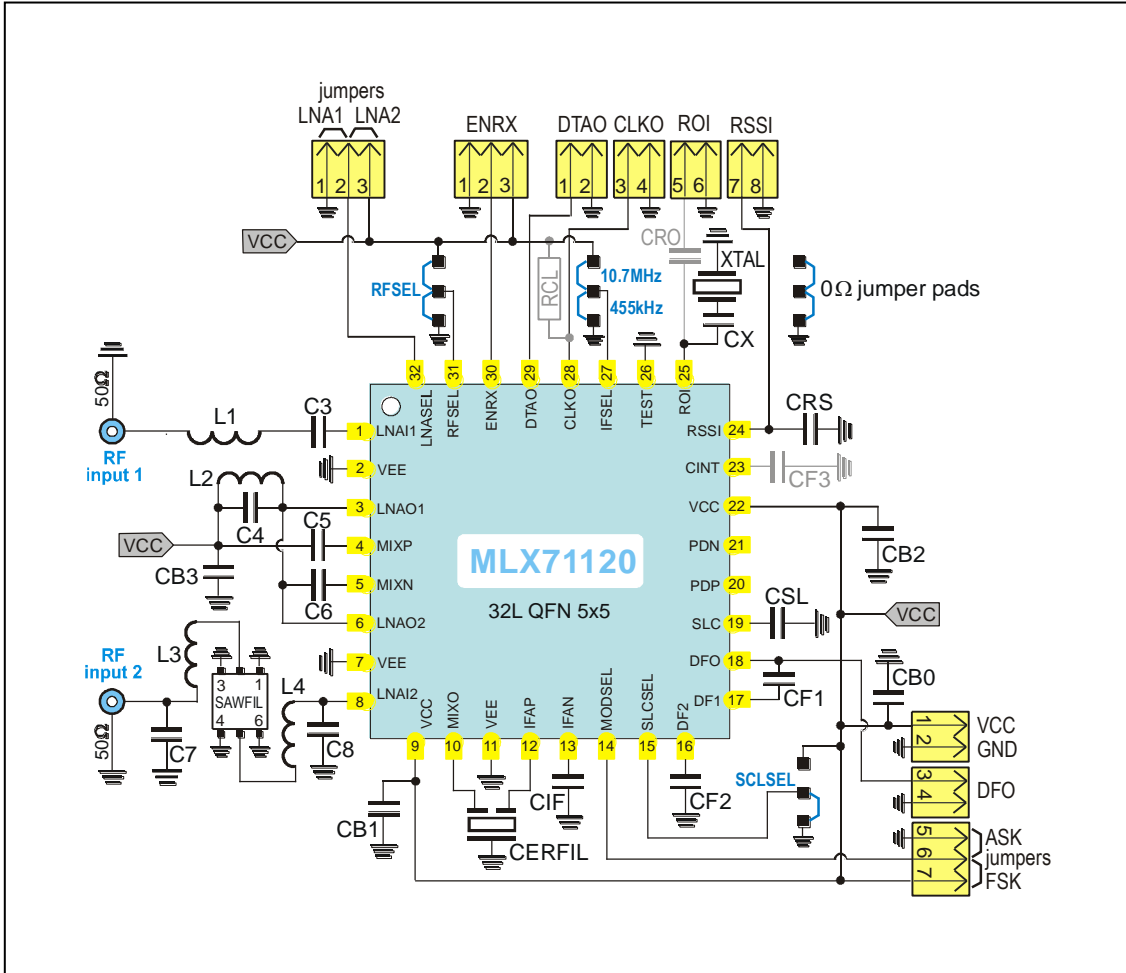 jumpers
LNA1 LNA2
ENRX
DTAO CLKO ROI RSSI
1 2 3
1 2 3
1 2
3 4
5 6
7 8
VCC
CRO
XTAL
RFSEL
RCL
10.7MHz
455kHz
0Ω jumper pads
CX
32 31 30 29 28 27 26 25
LNASEL RFSEL ENRX DTAO CLKO IFSEL TEST ROI
50Ω
RF
input 1
L1
C3
1 LNAI1
2 VEE
L2
C4
3 LNAO1
C5
4 MIXP
VCC
CB3
5 MIXN
C6
6 LNAO2
7 VEE
L3
RF
input 2
50Ω
C7
3 1
SAWFIL
4 6
L4
C8
8 LNAI2
MLX71120
32L QFN 5x5
RSSI 24
CRS
CINT 23
CF3
VCC 22
CB2
PDN 21
PDP 20
SLC 19
CSL
VCC
DFO 18
DF1 17
CF1
CB0
VCC MIXO VEE IFAP IFAN MODSEL SLCSEL DF2
9 10 11 12 13 14 15 16
CB1
CERFIL
CIF
CF2
SCLSEL
1 VCC
2 GND
3
4
DFO
5 ASK
6 jumpers
7 FSK